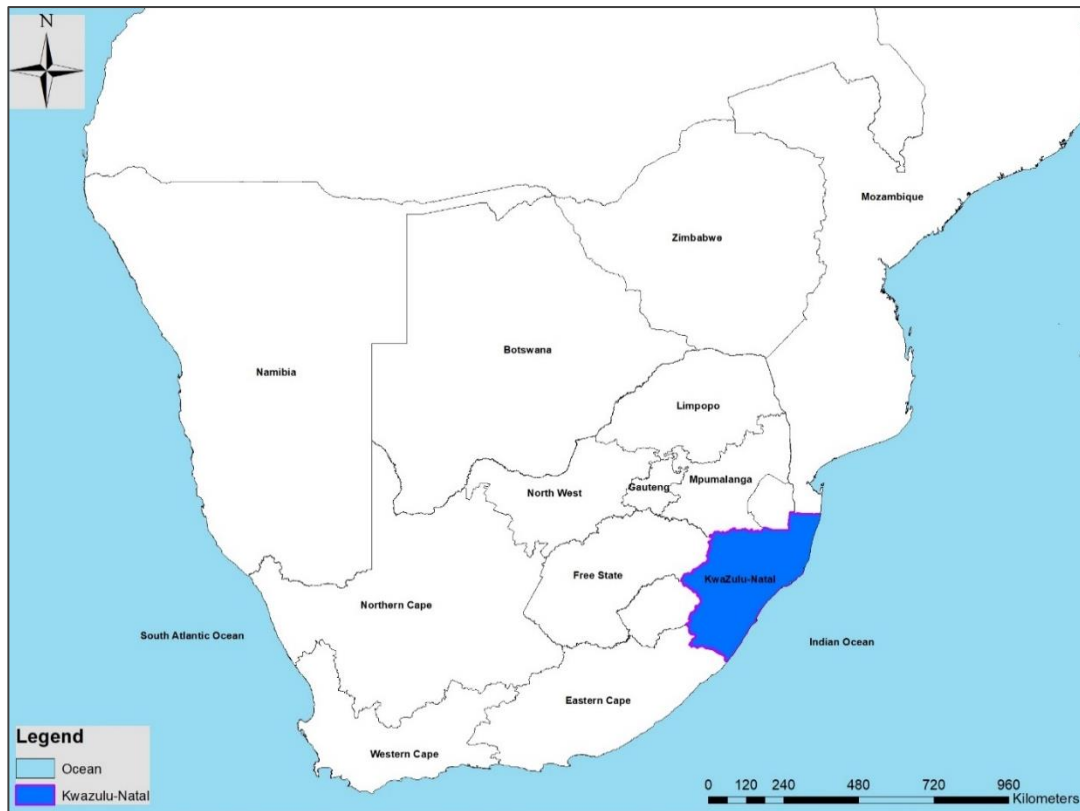 N
Mozambique
Zimbabwe
Botswana
Namibia
Limpopo
Mpumalanga
Gauteng
North West
KwaZulu-Natal
Free State
Northern Cape
South Atlantic Ocean
Indian Ocean
Eastern Cape
Western Cape
Legend
Ocean
Kwazulu-Natal
0 120 240 480 720 960
Kilometers